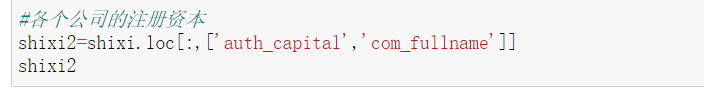 #各个公司的注册资本
shixi2=shixi.loc[:,['auth_capital','com_fullname']]
shixi2